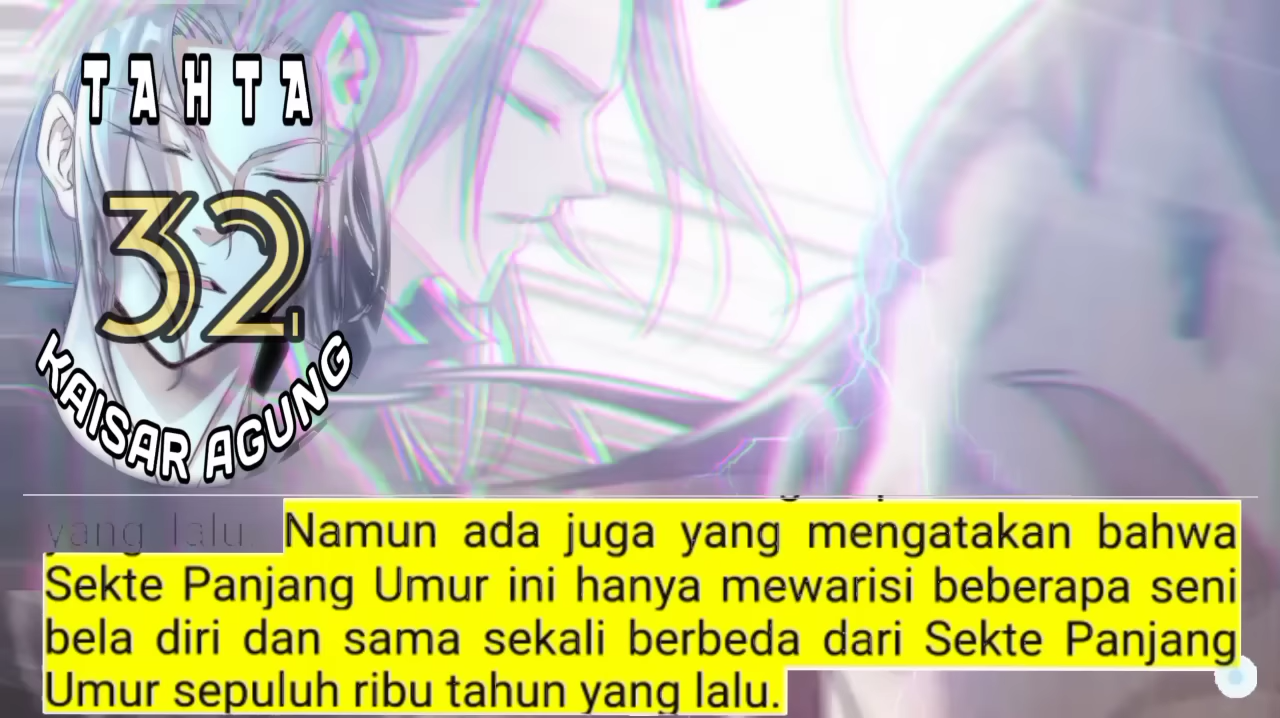 TAHTA
32
KAISAR AGUNG
yang lalu Namun ada juga yang mengatakan bahwa
Sekte Panjang Umur ini hanya mewarisi beberapa seni
bela diri dan sama sekali berbeda dari Sekte Panjang
Umur sepuluh ribu tahun yang lalu.